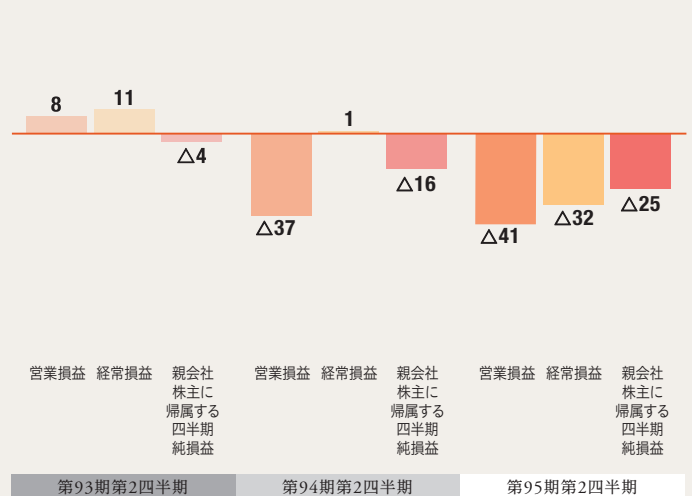 8
11
△4
△37
1
△16
△41
△32
△25
営業損益
経常損益
親会社
株主に
帰属する
四半期
純損益
営業損益
経常損益
親会社
株主に
帰属する
四半期
純損益
営業損益
経常損益
親会社
株主に
帰属する
四半期
純損益
第93期第2四半期
第94期第2四半期
第95期第2四半期